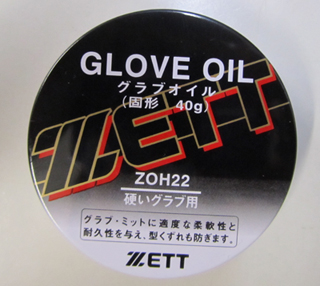 GLOVE OIL
グラブオイル
(固形 40g)
ZETT
ZOH22
硬いグラブ用
グラブ・ミットに適度な柔軟性と
耐久性を与え、型くずれも防ぎます。
ZETT